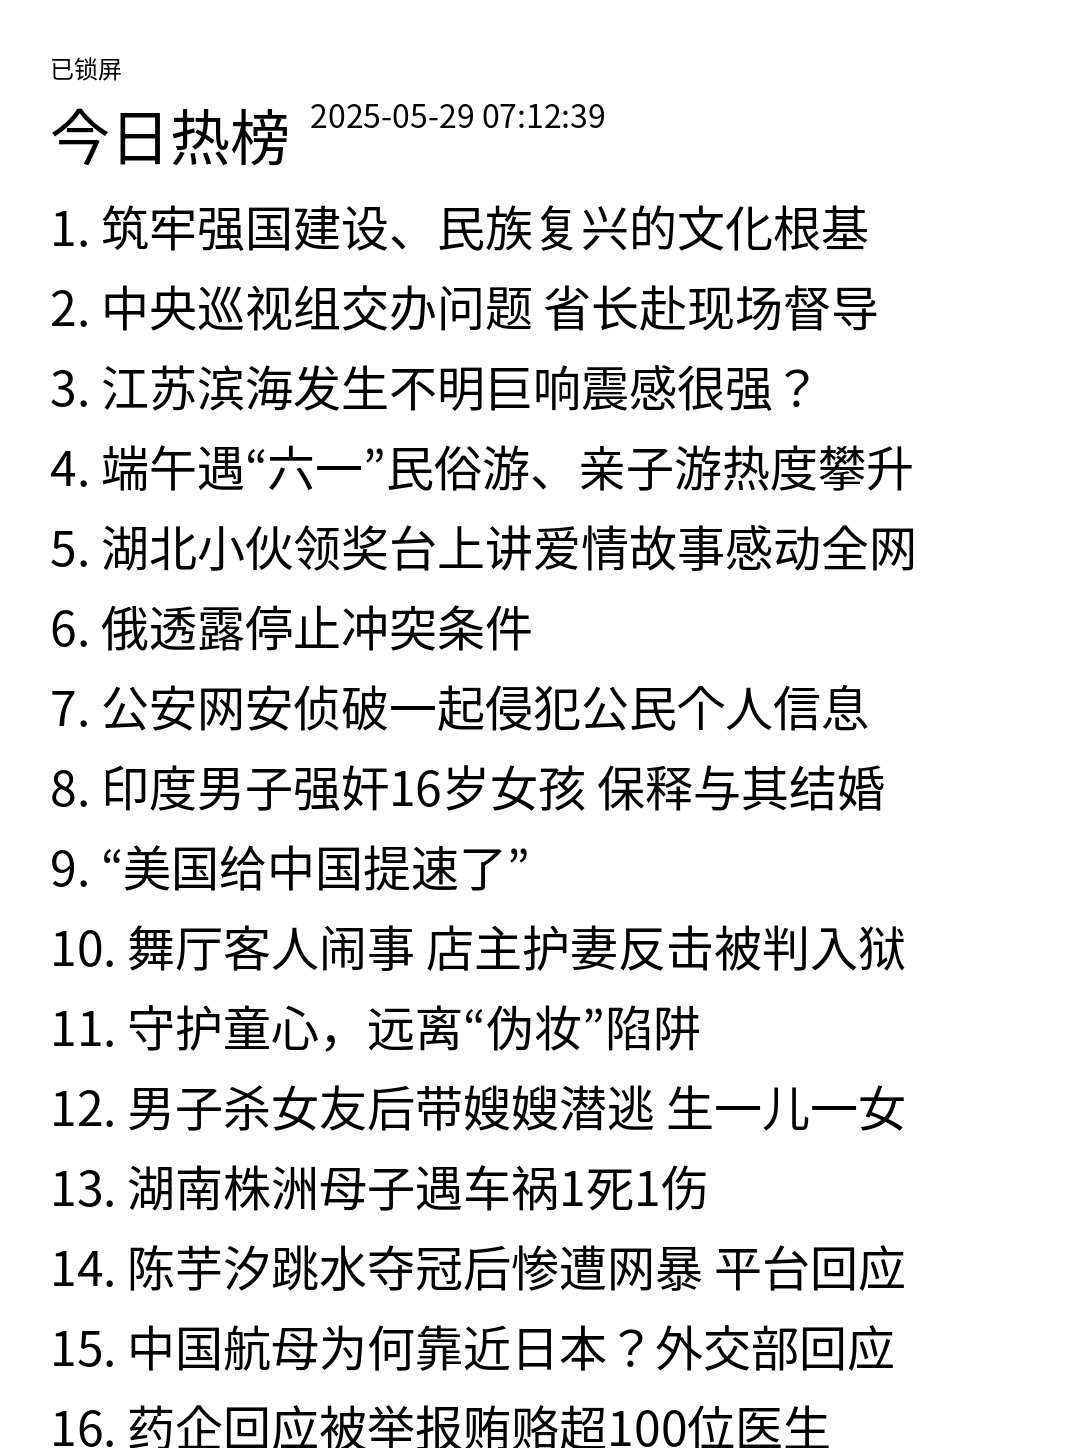 已锁屏
今日热榜 2025-05-29 07:12:39
1. 筑牢强国建设、民族复兴的文化根基
2. 中央巡视组交办问题 省长赴现场督导
3. 江苏滨海发生不明巨响震感很强？
4. 端午遇“六一”民俗游、亲子游热度攀升
5. 湖北小伙领奖台上讲爱情故事感动全网
6. 俄透露停止冲突条件
7. 公安网安侦破一起侵犯公民个人信息
8. 印度男子强奸16岁女孩 保释与其结婚
9. “美国给中国提速了”
10. 舞厅客人闹事 店主护妻反击被判入狱
11. 守护童心，远离“伪妆”陷阱
12. 男子杀女友后带嫂嫂潜逃 生一儿一女
13. 湖南株洲母子遇车祸1死1伤
14. 陈芋汐跳水夺冠后惨遭网暴 平台回应
15. 中国航母为何靠近日本？外交部回应
16. 药企回应被举报贿赂超100位医生